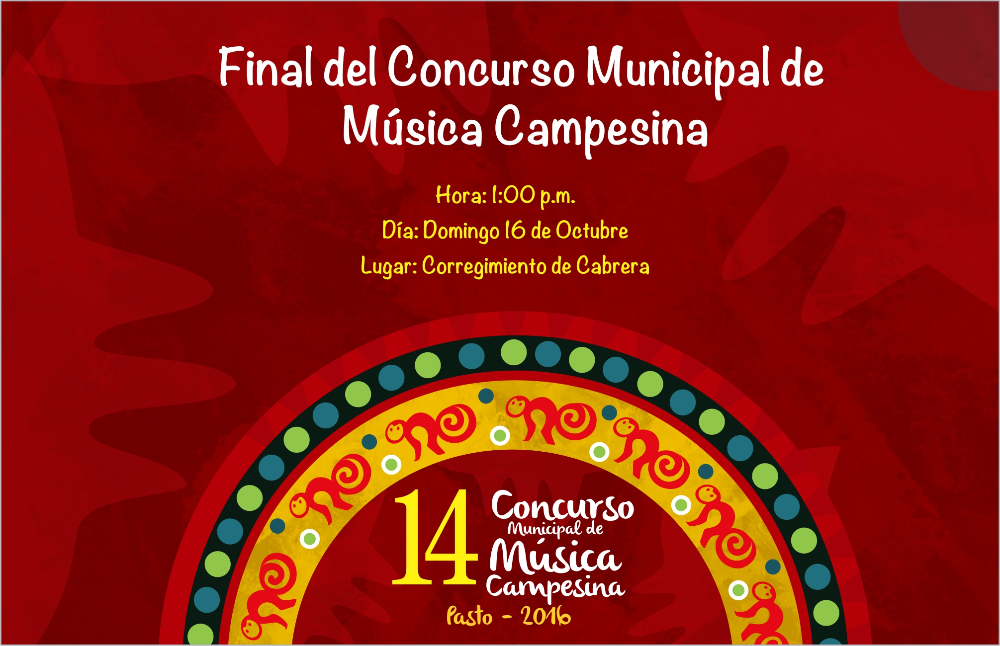 Final del Concurso Municipal de
Música Campesina
Hora: 1:00 p.m.
Día: Domingo 16 de Octubre
Lugar: Corregimiento de Cabrera
14
Concurso
Municipal de
Música
Campesina
Pasto - 2016